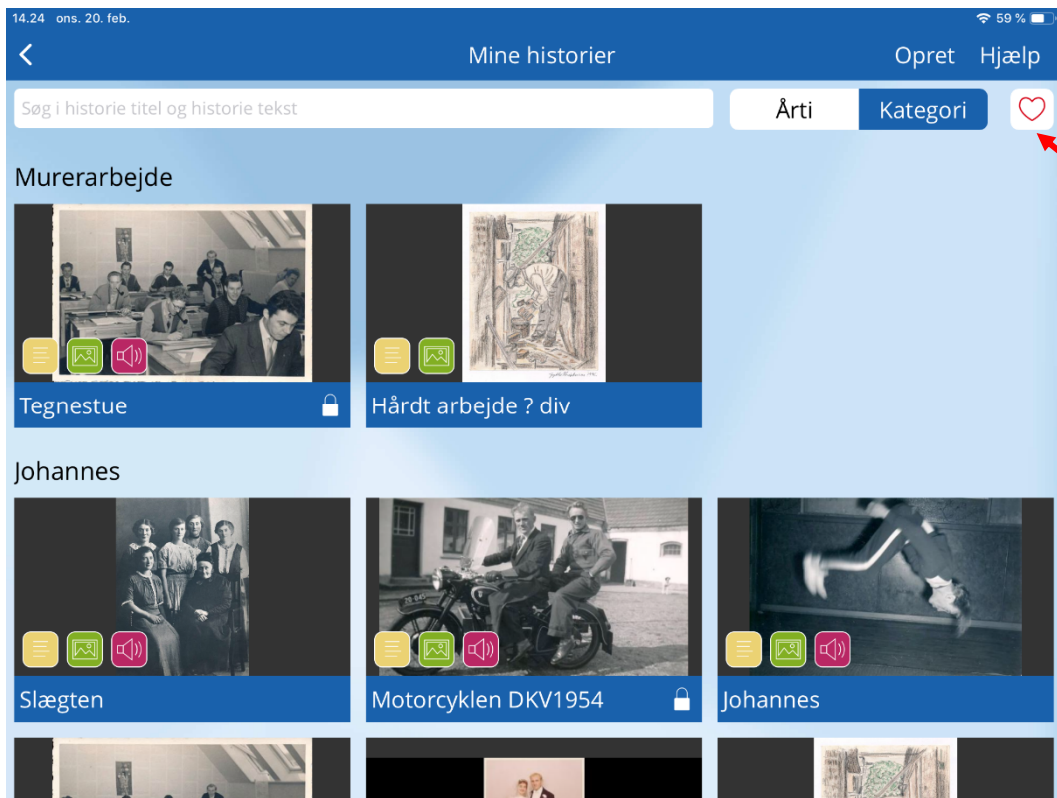 14.24 ons. 20. feb. 59 %
Mine historier Opret Hjælp
Søg i historie titel og historie tekst Årti Kategori
Murerarbejde
Tegnestue Hårdt arbejde ? div
Johannes
Slægten Motorcyklen DKV1954 Johannes